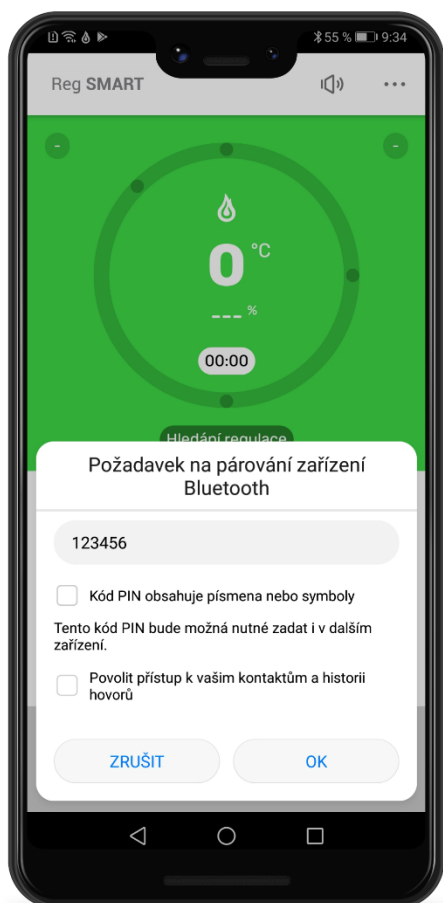 55 % 9:34
Reg SMART
- -
0 °C
---%
00:00
Hledání regulace
Požadavek na párování zařízení
Bluetooth
123456
Kód PIN obsahuje písmena nebo symboly
Tento kód PIN bude možná nutné zadat i v dalším
zařízení.
Povolit přístup k vašim kontaktům a historii
hovorů
ZRUŠIT OK